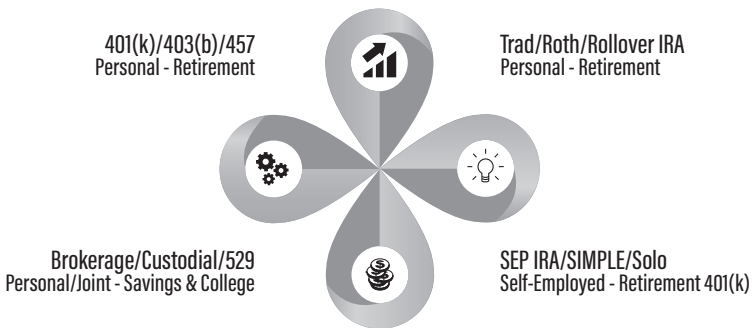 401(k)/403(b)/457
Personal - Retirement
Trad/Roth/Rollover IRA
Personal - Retirement
Brokerage/Custodial/529
Personal/Joint - Savings & College
SEP IRA/SIMPLE/Solo
Self-Employed - Retirement 401(k)